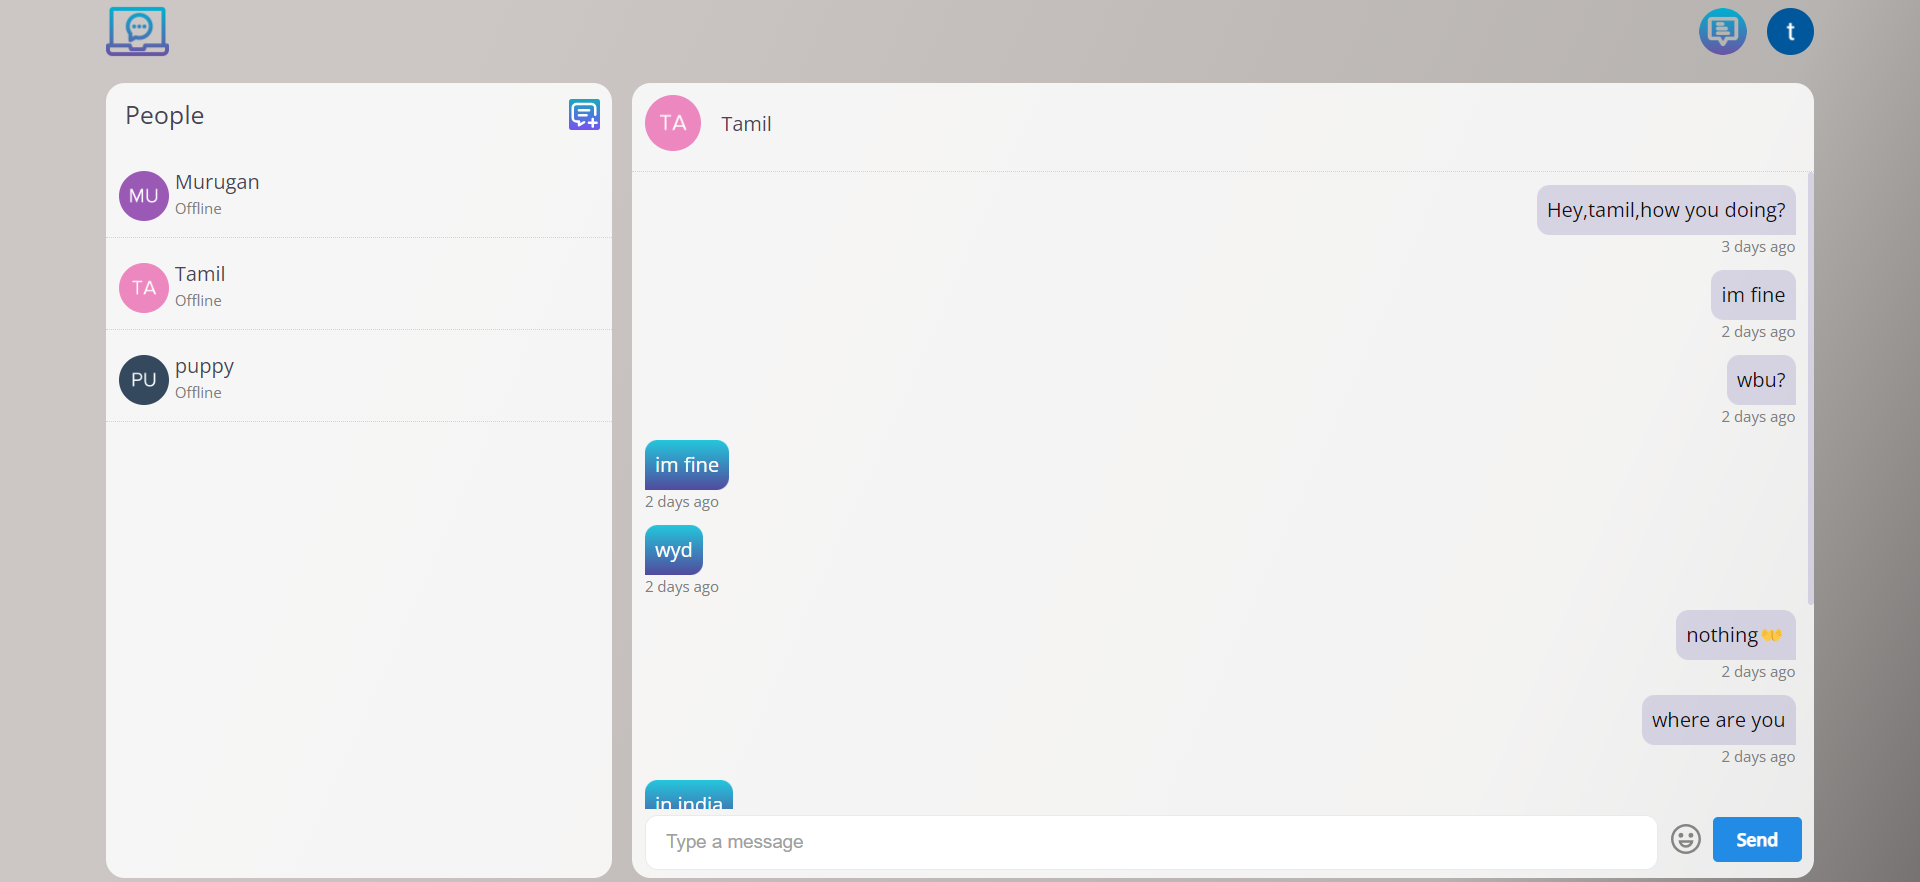 t
People
MU
Murugan
Offline
TA
Tamil
Offline
PU
puppy
Offline
TA
Tamil
Hey,tamil,how you doing?
3 days ago
im fine
2 days ago
wbu?
2 days ago
im fine
2 days ago
wyd
2 days ago
nothing👐
2 days ago
where are you
2 days ago
in india
Type a message
Send